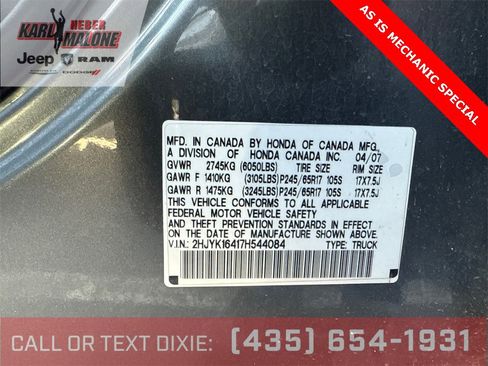 KARL HEBER MALONE
Jeep RAM
DODGE
AS IS MECHANIC SPECIAL
MFD. IN CANADA BY HONDA OF CANADA MFG.,
A DIVISION OF HONDA CANADA INC. 04/07
GVWR 2745KG (6050LBS) TIRE SIZE RIM SIZE
GAWR F 1410KG (3105LBS)P245/65R17 105S 17X7.5J
GAWR R 1475KG (3245LBS)P245/65R17 105S 17X7.5J
THIS VEHICLE CONFORMS TO ALL APPLICABLE
FEDERAL MOTOR VEHICLE SAFETY
AND THEFT PREVENTION STANDARDS IN EFFECT
ON THE DATE OF MANUFACTURE SHOWN ABOVE.
V.I.N.: 2HJYK16417H544084 TYPE: TRUCK
CALL OR TEXT DIXIE: (435) 654-1931